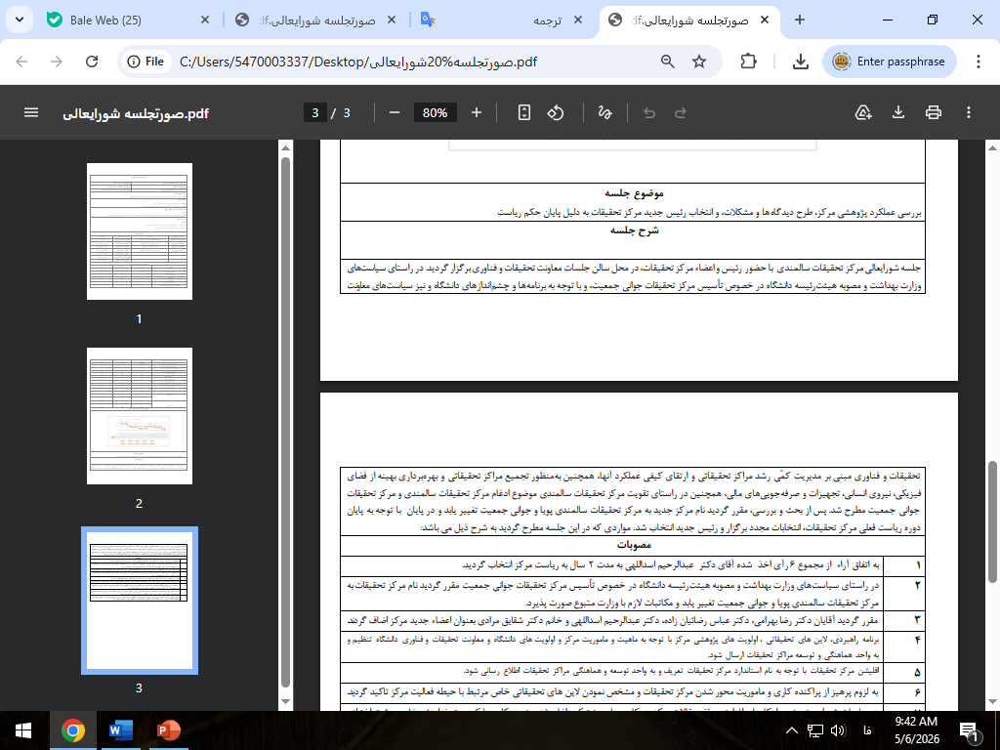 Bale Web (25)
صورتجلسه شورایعالی.df
ترجمه
صورتجلسه شورایعالی.df
File
C:/Users/5470003337/Desktop/صورتجلسه%20شورایعالی.pdf
Enter passphrase
صورتجلسه شورایعالی.pdf
3 / 3
80%
موضوع جلسه
بررسی عملکرد پژوهشی مرکز، طرح دیدگاه‌ها و مشکلات، و انتخاب رئیس جدید مرکز تحقیقات به دلیل پایان حکم ریاست
شرح جلسه
جلسه شورایعالی مرکز تحقیقات سالمندی با حضور رئیس و اعضاء مرکز تحقیقات، در محل سالن جلسات معاونت تحقیقات و فناوری برگزار گردید. در راستای سیاست‌های
وزارت بهداشت و مصوبه هیئت‌رئیسه دانشگاه در خصوص تأسیس مرکز تحقیقات جوانی جمعیت، و با توجه به برنامه‌ها و چشم‌اندازهای دانشگاه و نیز سیاست‌های معاونت
تحقیقات و فناوری مبنی بر مدیریت کمّی رشد مراکز تحقیقاتی و ارتقای کیفی عملکرد آنها، همچنین به‌منظور تجمیع مراکز تحقیقاتی و بهره‌برداری بهینه از فضای
فیزیکی، نیروی انسانی، تجهیزات و صرفه‌جویی‌های مالی، همچنین در راستای تقویت مرکز تحقیقات سالمندی موضوع ادغام مرکز تحقیقات سالمندی و مرکز تحقیقات
جوانی جمعیت مطرح شد. پس از بحث و بررسی، مقرر گردید نام مرکز جدید به مرکز تحقیقات سالمندی پویا و جوانی جمعیت تغییر یابد و در پایان با توجه به پایان
دوره ریاست فعلی مرکز تحقیقات، انتخابات مجدد برگزار و رئیس جدید انتخاب شد. مواردی که در این جلسه مطرح گردید به شرح ذیل می باشد:
مصوبات
۱ به اتفاق آراء از مجموع ۶ رأی اخذ شده آقای دکتر عبدالرحیم اسداللهی به مدت ۲ سال به ریاست مرکز انتخاب گردید.
۲ در راستای سیاست‌های وزارت بهداشت و مصوبه هیئت‌رئیسه دانشگاه در خصوص تأسیس مرکز تحقیقات جوانی جمعیت مقرر گردید نام مرکز تحقیقات به
مرکز تحقیقات سالمندی پویا و جوانی جمعیت تغییر یابد و مکاتبات لازم با وزارت متبوع صورت پذیرد.
۳ مقرر گردید آقایان دکتر رضا بهرامی، دکتر عباس رضائیان زاده، دکتر عبدالرحیم اسداللهی و خانم دکتر شقایق مرادی بعنوان اعضاء جدید مرکز اضاف گردند.
۴ برنامه راهبردی، لاین های تحقیقاتی ، اولویت های پژوهشی مرکز با توجه به ماهیت و ماموریت مرکز و اولویت های دانشگاه و معاونت تحقیقات و فناوری دانشگاه تنظیم و
به واحد هماهنگی و توسعه مراکز تحقیقات ارسال شود.
۵ افلیشن مرکز تحقیقات با توجه به نام استاندارد مرکز تحقیقات تعریف و به واحد توسعه و هماهنگی مراکز تحقیقات اطلاع رسانی شود.
۶ به لزوم پرهیز از پراکنده کاری و ماموریت محور شدن مرکز تحقیقات و مشخص نمودن لاین های تحقیقاتی خاص مرتبط با حیطه فعالیت مرکز تاکید گردید.
1
2
3
فا
9:42 AM
5/6/2026
1